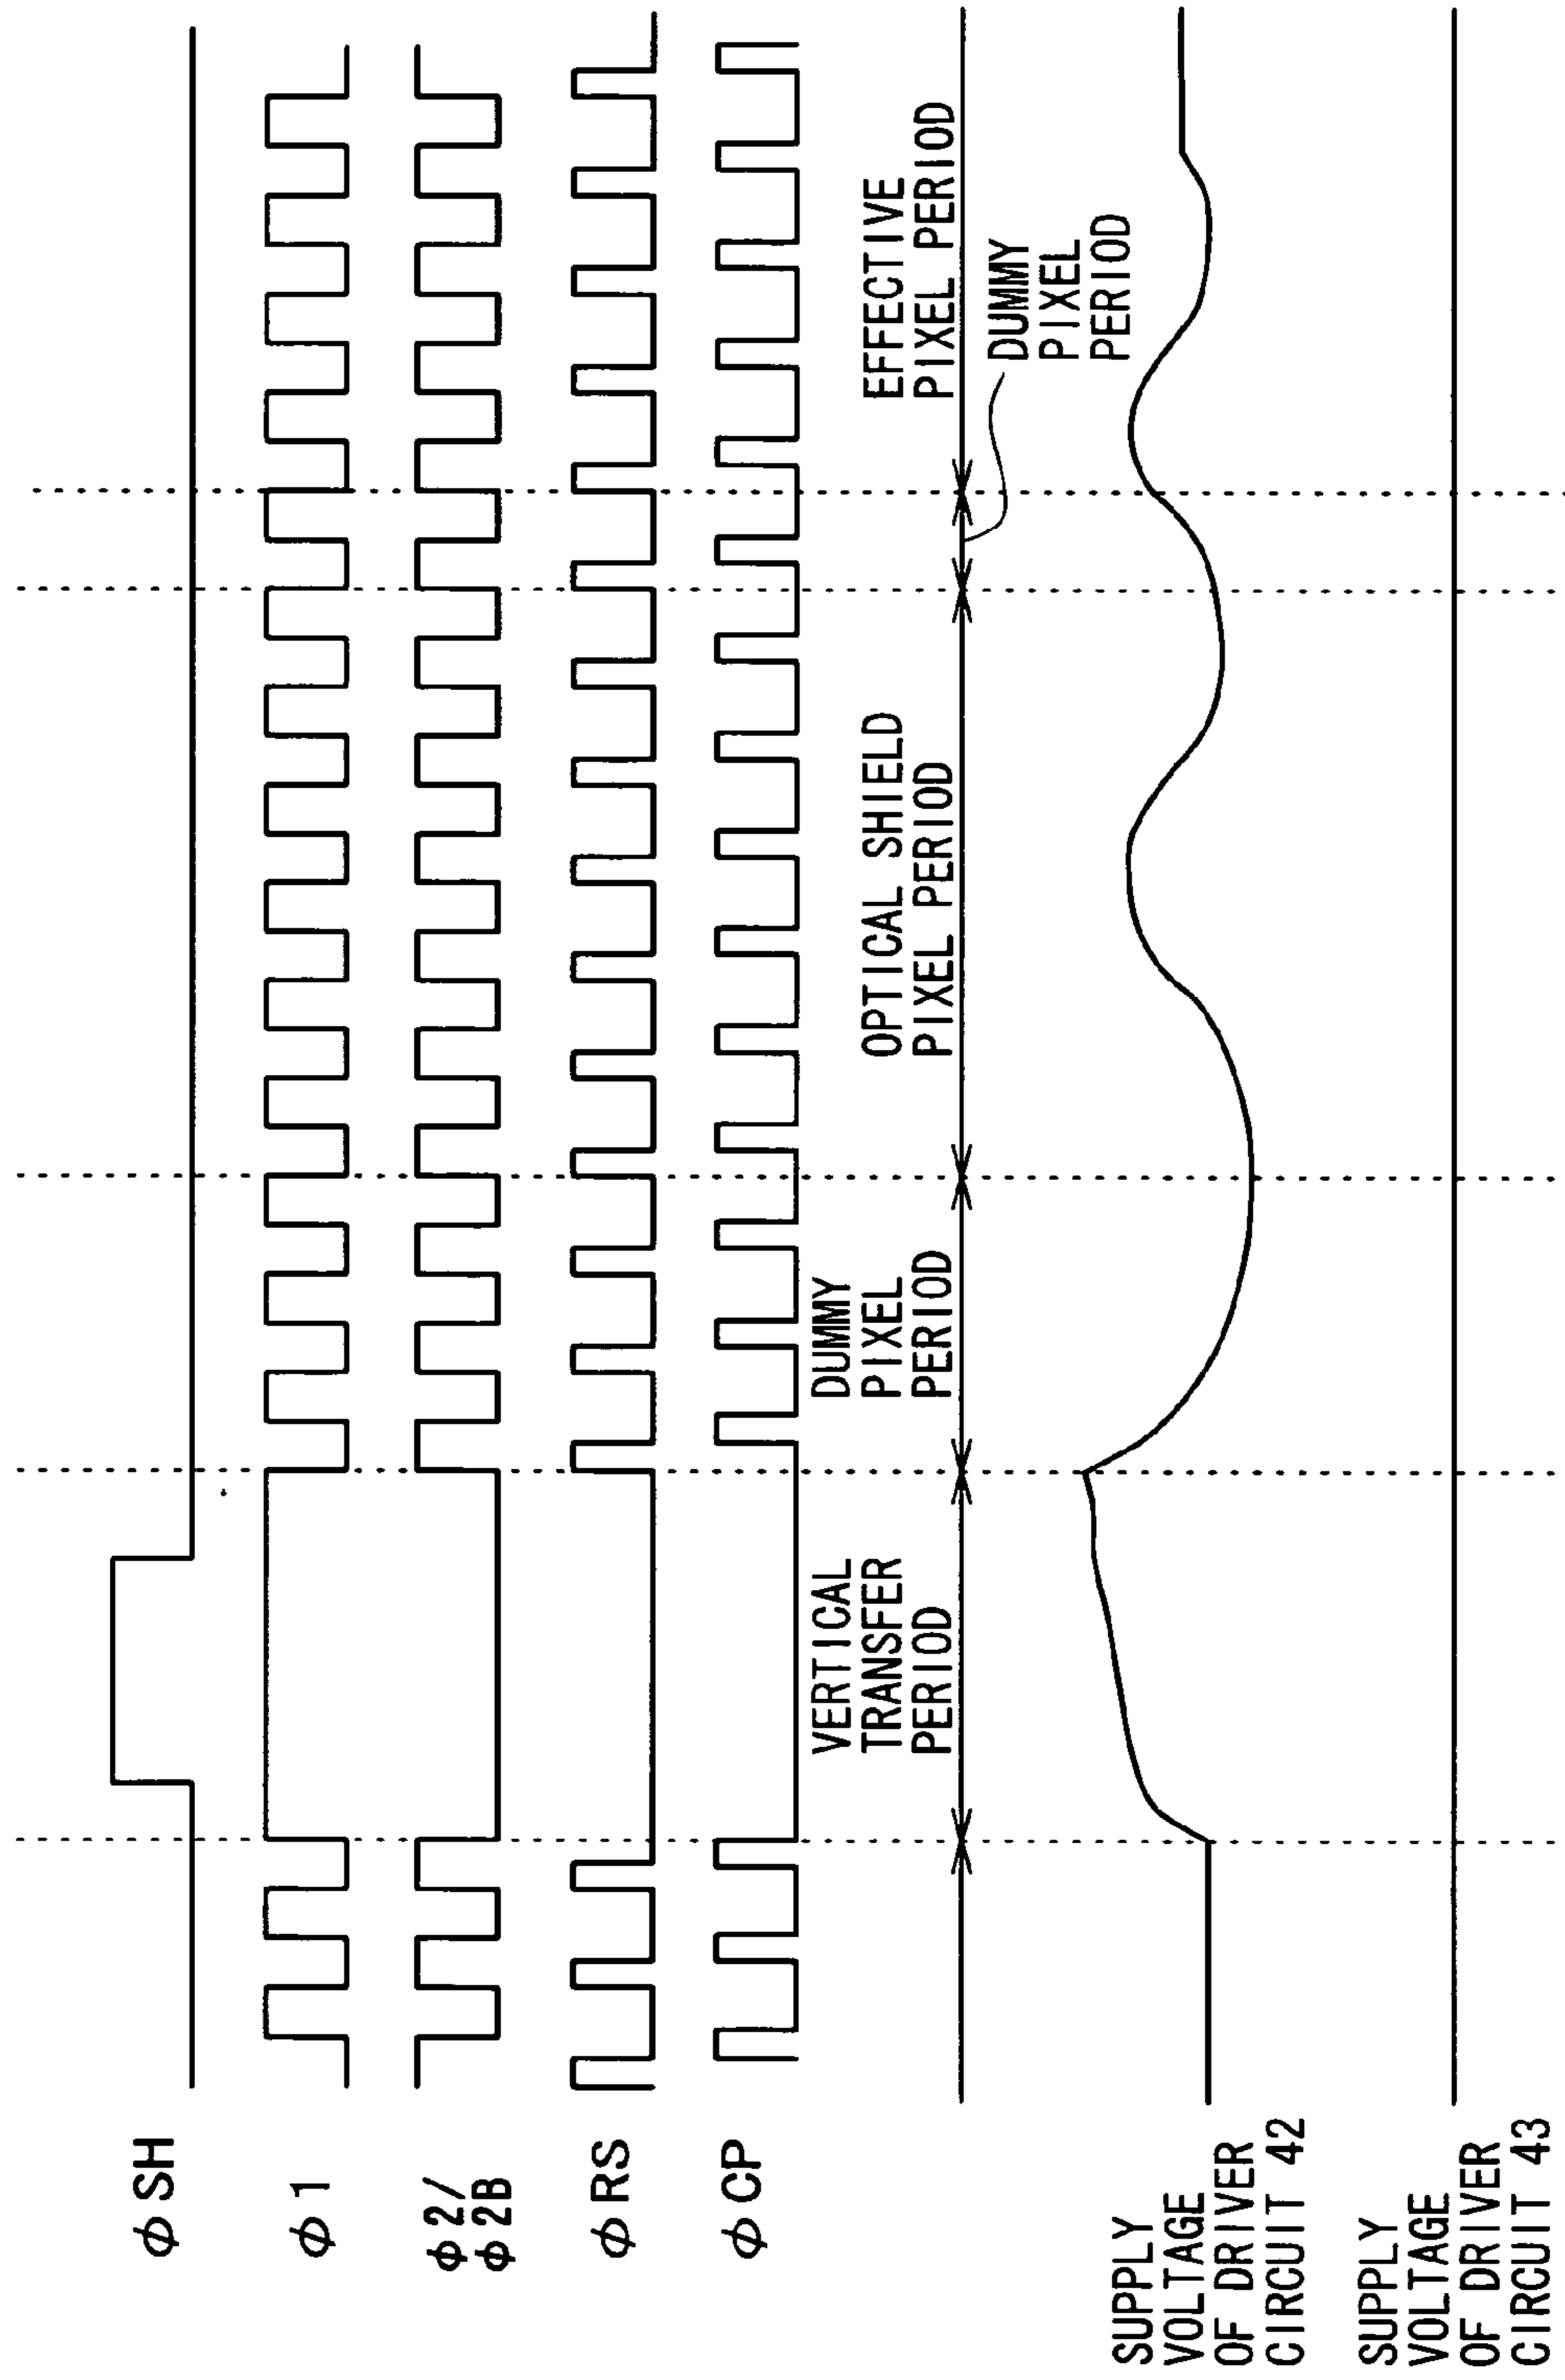 φSH
φ1
φ2/
φ2B
φRS
φCP
VERTICAL
TRANSFER
PERIOD
DUMMY
PIXEL
PERIOD
OPTICAL SHIELD
PIXEL PERIOD
EFFECTIVE
PIXEL PERIOD
DUMMY
PIXEL
PERIOD
SUPPLY
VOLTAGE
OF DRIVER
CIRCUIT 42
SUPPLY
VOLTAGE
OF DRIVER
CIRCUIT 43